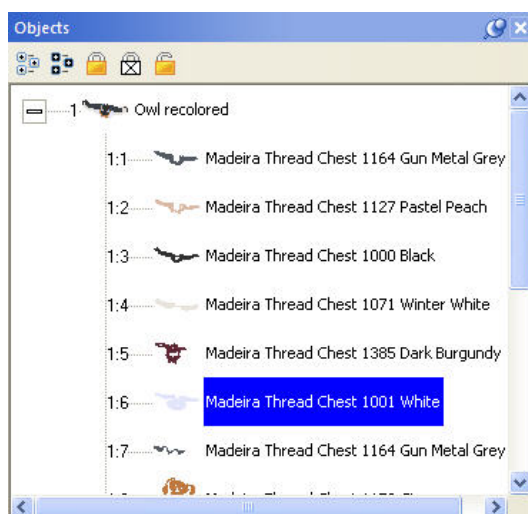 Objects
1 Owl recolored
1:1 Madeira Thread Chest 1164 Gun Metal Grey
1:2 Madeira Thread Chest 1127 Pastel Peach
1:3 Madeira Thread Chest 1000 Black
1:4 Madeira Thread Chest 1071 Winter White
1:5 Madeira Thread Chest 1385 Dark Burgundy
1:6 Madeira Thread Chest 1001 White
1:7 Madeira Thread Chest 1164 Gun Metal Grey